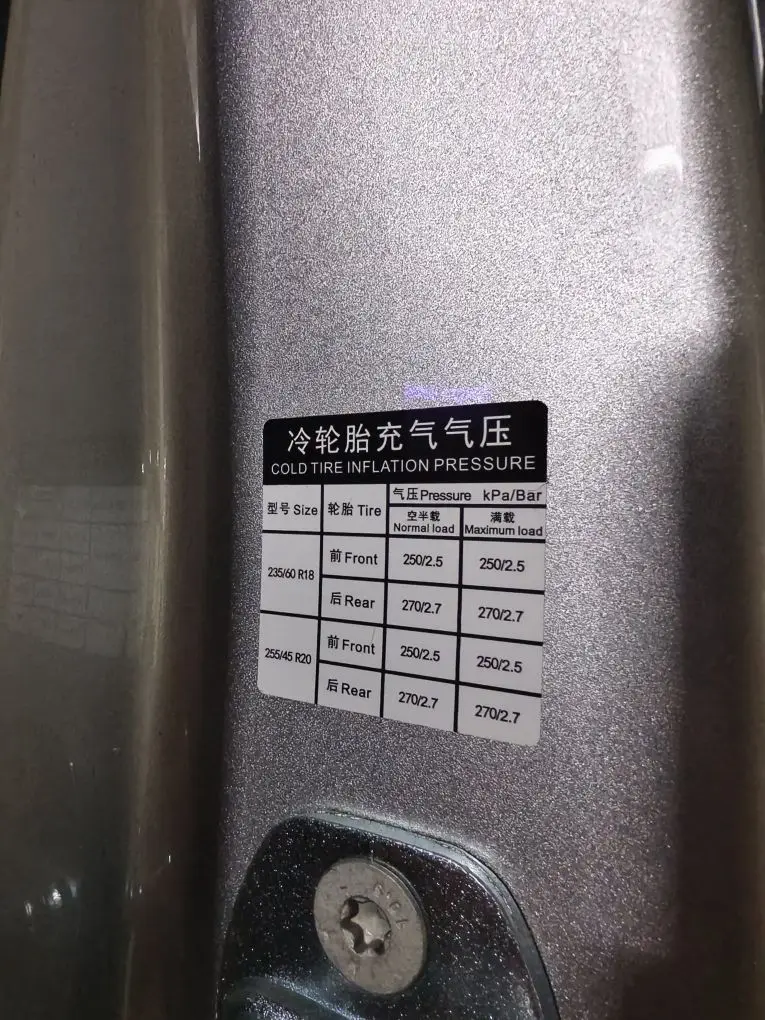 冷轮胎充气气压
COLD TIRE INFLATION PRESSURE
型号 Size 轮胎 Tire 气压 Pressure kPa/Bar
空半载 满载
Normal load Maximum load
235/60 R18 前 Front 250/2.5 250/2.5
后 Rear 270/2.7 270/2.7
255/45 R20 前 Front 250/2.5 250/2.5
后 Rear 270/2.7 270/2.7